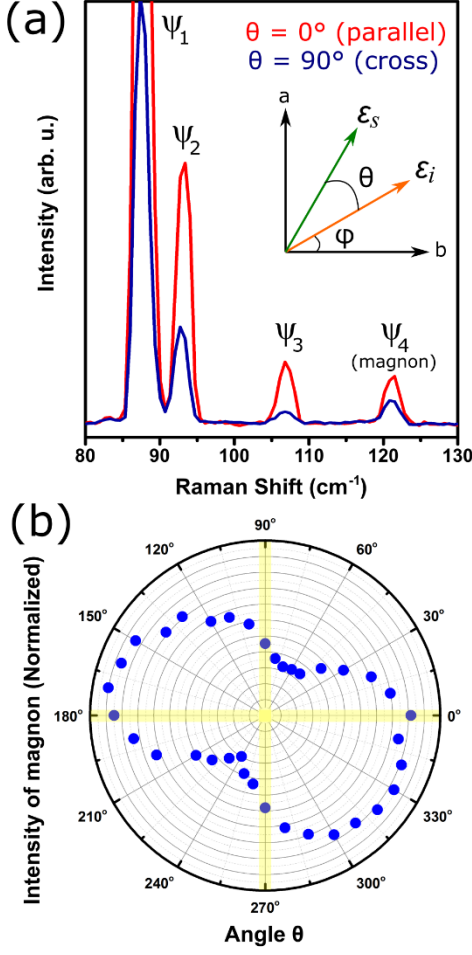 (a)
ψ1
θ = 0° (parallel)
θ = 90° (cross)
ψ2
a
εs
θ
εi
φ
b
ψ3
ψ4
(magnon)
Intensity (arb. u.)
80 90 100 110 120 130
Raman Shift (cm⁻¹)
(b)
90°
120° 60°
150° 30°
180° 0°
210° 330°
240° 300°
270°
Intensity of magnon (Normalized)
Angle θ